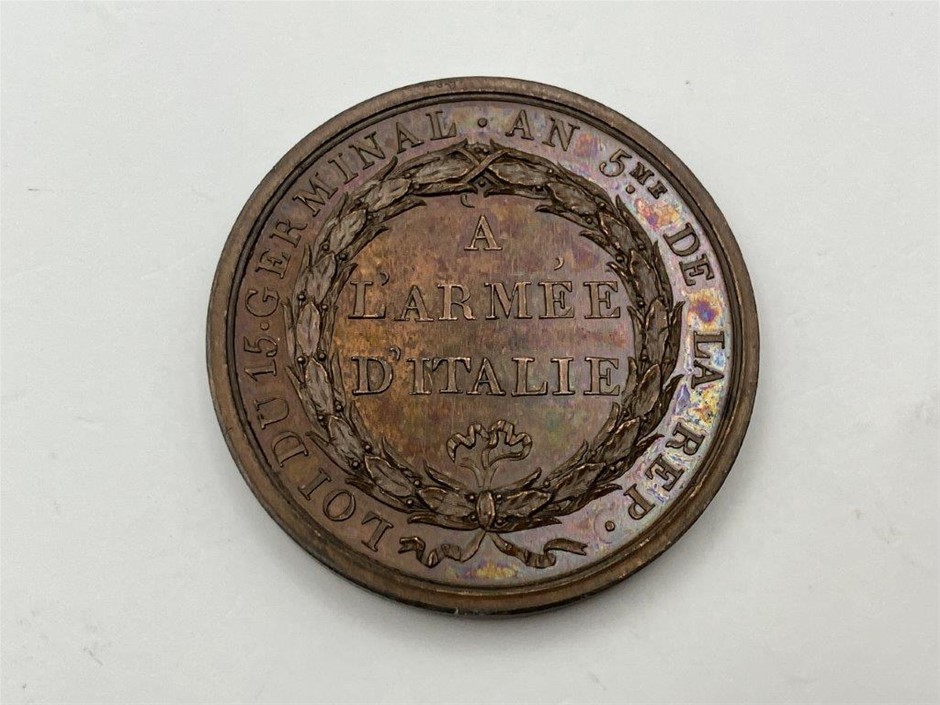 LOI DU 15·GERMINAL · AN 5.ME DE LA REP.
A
L'ARMÉE
D'ITALIE